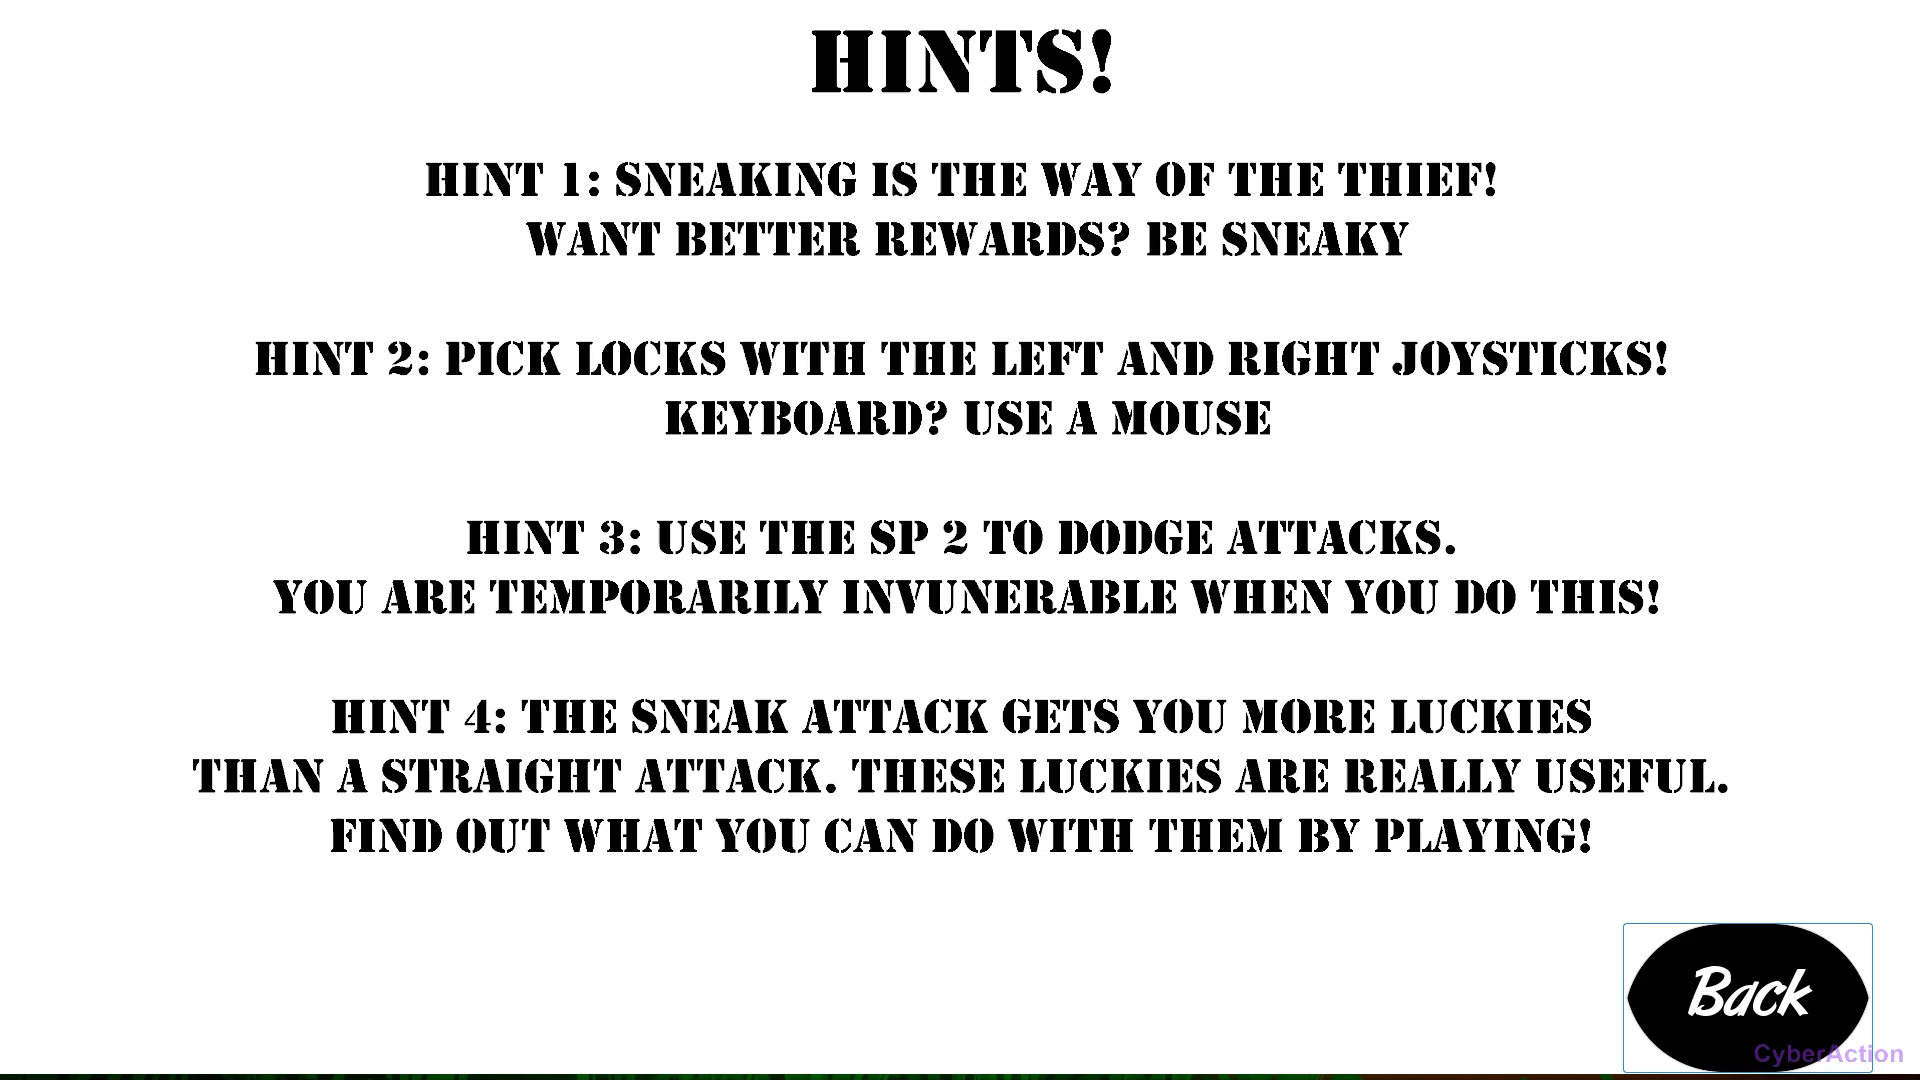 HINTS!
HINT 1: SNEAKING IS THE WAY OF THE THIEF!
WANT BETTER REWARDS? BE SNEAKY
HINT 2: PICK LOCKS WITH THE LEFT AND RIGHT JOYSTICKS!
KEYBOARD? USE A MOUSE
HINT 3: USE THE SP 2 TO DODGE ATTACKS.
YOU ARE TEMPORARILY INVUNERABLE WHEN YOU DO THIS!
HINT 4: THE SNEAK ATTACK GETS YOU MORE LUCKIES
THAN A STRAIGHT ATTACK. THESE LUCKIES ARE REALLY USEFUL.
FIND OUT WHAT YOU CAN DO WITH THEM BY PLAYING!
Back
CyberAction